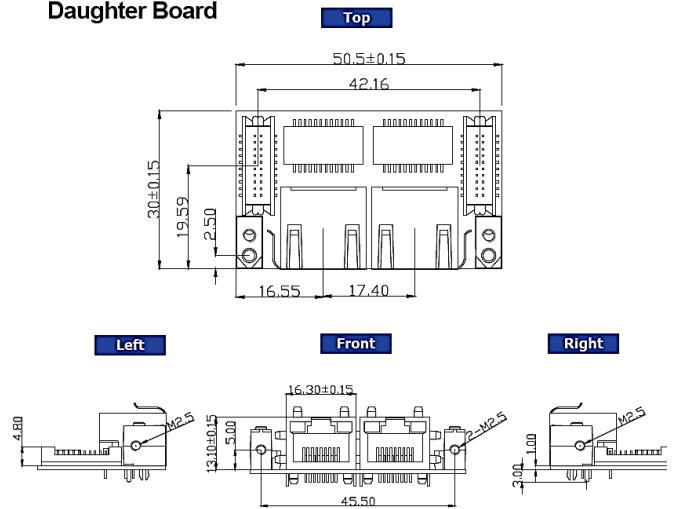 Daughter Board
Top
50.5±0.15
42.16
30±0.15
19.59
2.50
16.55
17.40
Left
Front
Right
16.30±0.15
4.80
M2.5
13.10±0.15
5.00
2-M2.5
45.50
M2.5
1.00
3.00